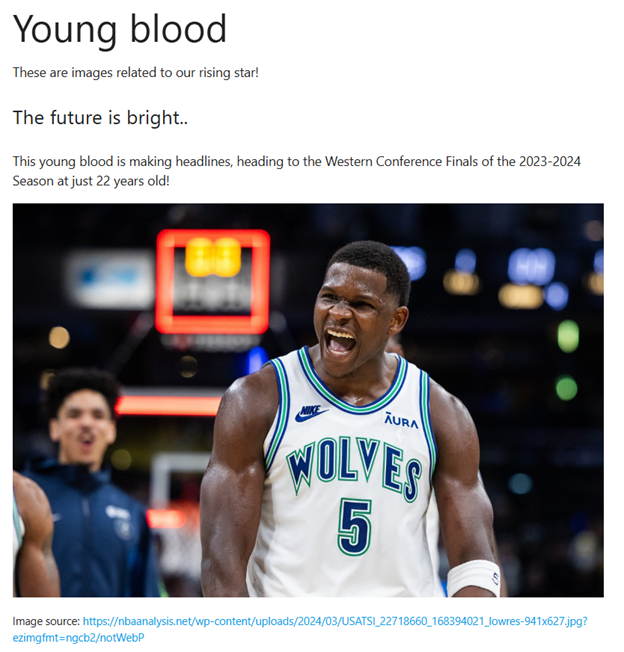 Young blood
These are images related to our rising star!
The future is bright..
This young blood is making headlines, heading to the Western Conference Finals of the 2023-2024
Season at just 22 years old!
NIKE
AURA
WOLVES
5
Image source: https://nbaanalysis.net/wp-content/uploads/2024/03/USATSI_22718660_168394021_lowres-941x627.jpg?
ezimgfmt=ngcb2/notWebP